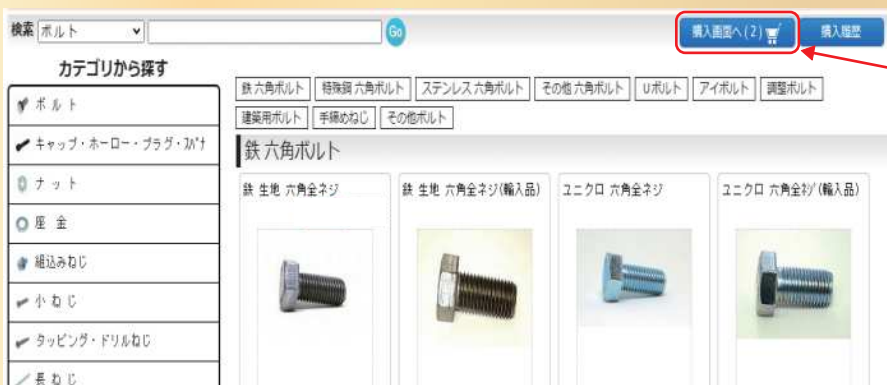 検索 ボルト Go 購入画面へ(2) 購入履歴
カテゴリから探す
ボルト
キャップ・ホーロー・プラグ・スパナ
ナット
座金
組込みねじ
小ねじ
タッピング・ドリルねじ
長ねじ
鉄 六角ボルト 特殊鋼 六角ボルト ステンレス 六角ボルト その他 六角ボルト Uボルト アイボルト 調整ボルト
建築用ボルト 手締めねじ その他ボルト
鉄 六角ボルト
鉄 生地 六角全ネジ
鉄 生地 六角全ネジ(輸入品)
ユニクロ 六角全ネジ
ユニクロ 六角全ネジ(輸入品)